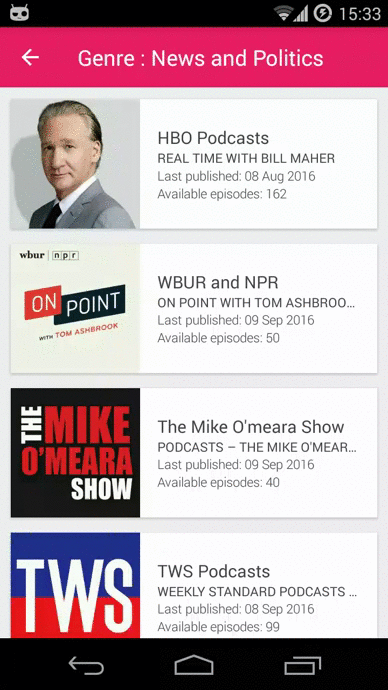 15:33
Genre : News and Politics
HBO Podcasts
REAL TIME WITH BILL MAHER
Last published: 08 Aug 2016
Available episodes: 162
wbur npr
ON POINT
WITH TOM ASHBROOK
WBUR and NPR
ON POINT WITH TOM ASHBROO...
Last published: 09 Sep 2016
Available episodes: 50
THE MIKE
O'MEARA
SHOW
The Mike O'meara Show
PODCASTS – THE MIKE O'MEAR...
Last published: 09 Sep 2016
Available episodes: 40
TWS
TWS Podcasts
WEEKLY STANDARD PODCASTS ...
Last published: 08 Sep 2016
Available episodes: 99